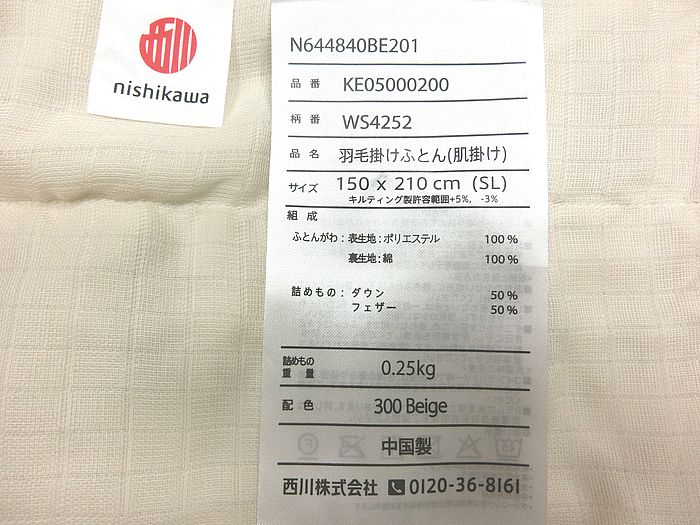 西川
nishikawa
N644840BE201
品番 KE05000200
柄番 WS4252
品名 羽毛掛けふとん(肌掛け)
サイズ 150 x 210 cm (SL)
キルティング製許容範囲+5%, -3%
組成
ふとんがわ:表生地:ポリエステル 100%
裏生地:綿 100%
詰めもの:ダウン 50%
フェザー 50%
詰めもの
重量 0.25kg
配色 300 Beige
中国製
西川株式会社 0120-36-8161